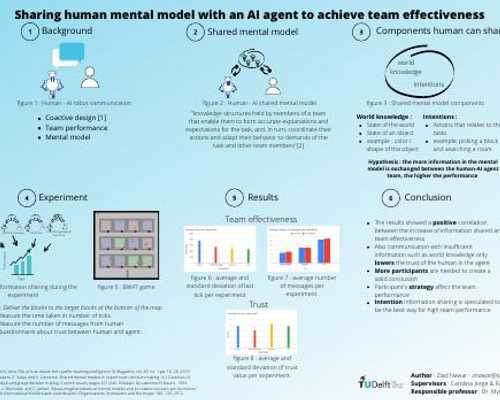 Sharing human mental model with an AI agent to achieve team effectiveness
1 Background
figure 1: Human - AI robot communication
Coactive design [1]
Team performance
Mental model
2 Shared mental model
figure 2 : Human - AI shared mental model
"knowledge structures held by members of a team
that enable them to form accurate explanations and
expectations for the task, and, in turn, coordinate their
actions and adapt their behavior to demands of the
task and other team members"[2]
3 Components human can shar
world
knowledge
Intentions
figure 3 : Shared mental model components
World knowledge :
State of the world
State of an object
example : color /
shape of the object
Intentions :
Actions that relates to the
task
example: picking a block
and searching a room
Hypothesis : the more information in the mental
model is exchanged between the human-AI agent
team, the higher the performance
4 Experiment
formation sharing during the
experiment
figure 5 : BW4T game
: Deliver the blocks to the target blocks at the bottom of the map
measure the time taken in number of ticks
measure the number of messages from human
questionnaire about trust between human and agent
5 Results
Team effectiveness
figure 6 : average and
standard deviation of last
tick per experiment
figure 7 : average number
of messages per
experiment
Trust
figure 8 : average and
standard deviation of trust
value per experiment
6 Conclusion
The results showed a positive correlation
between the increase of information shared an
team effectiveness
Also communication with insufficient
information such as world knowledge only
lowers the trust of the human in the agent
More participants are needed to create a
solid conclusion
Participant's strategy affect the team
performance
Intention information sharing is speculated to
be the best way for high team performance
TUDelft
Author :
Supervisors : Carolina Jorge &
Responsible professor : Dr. My